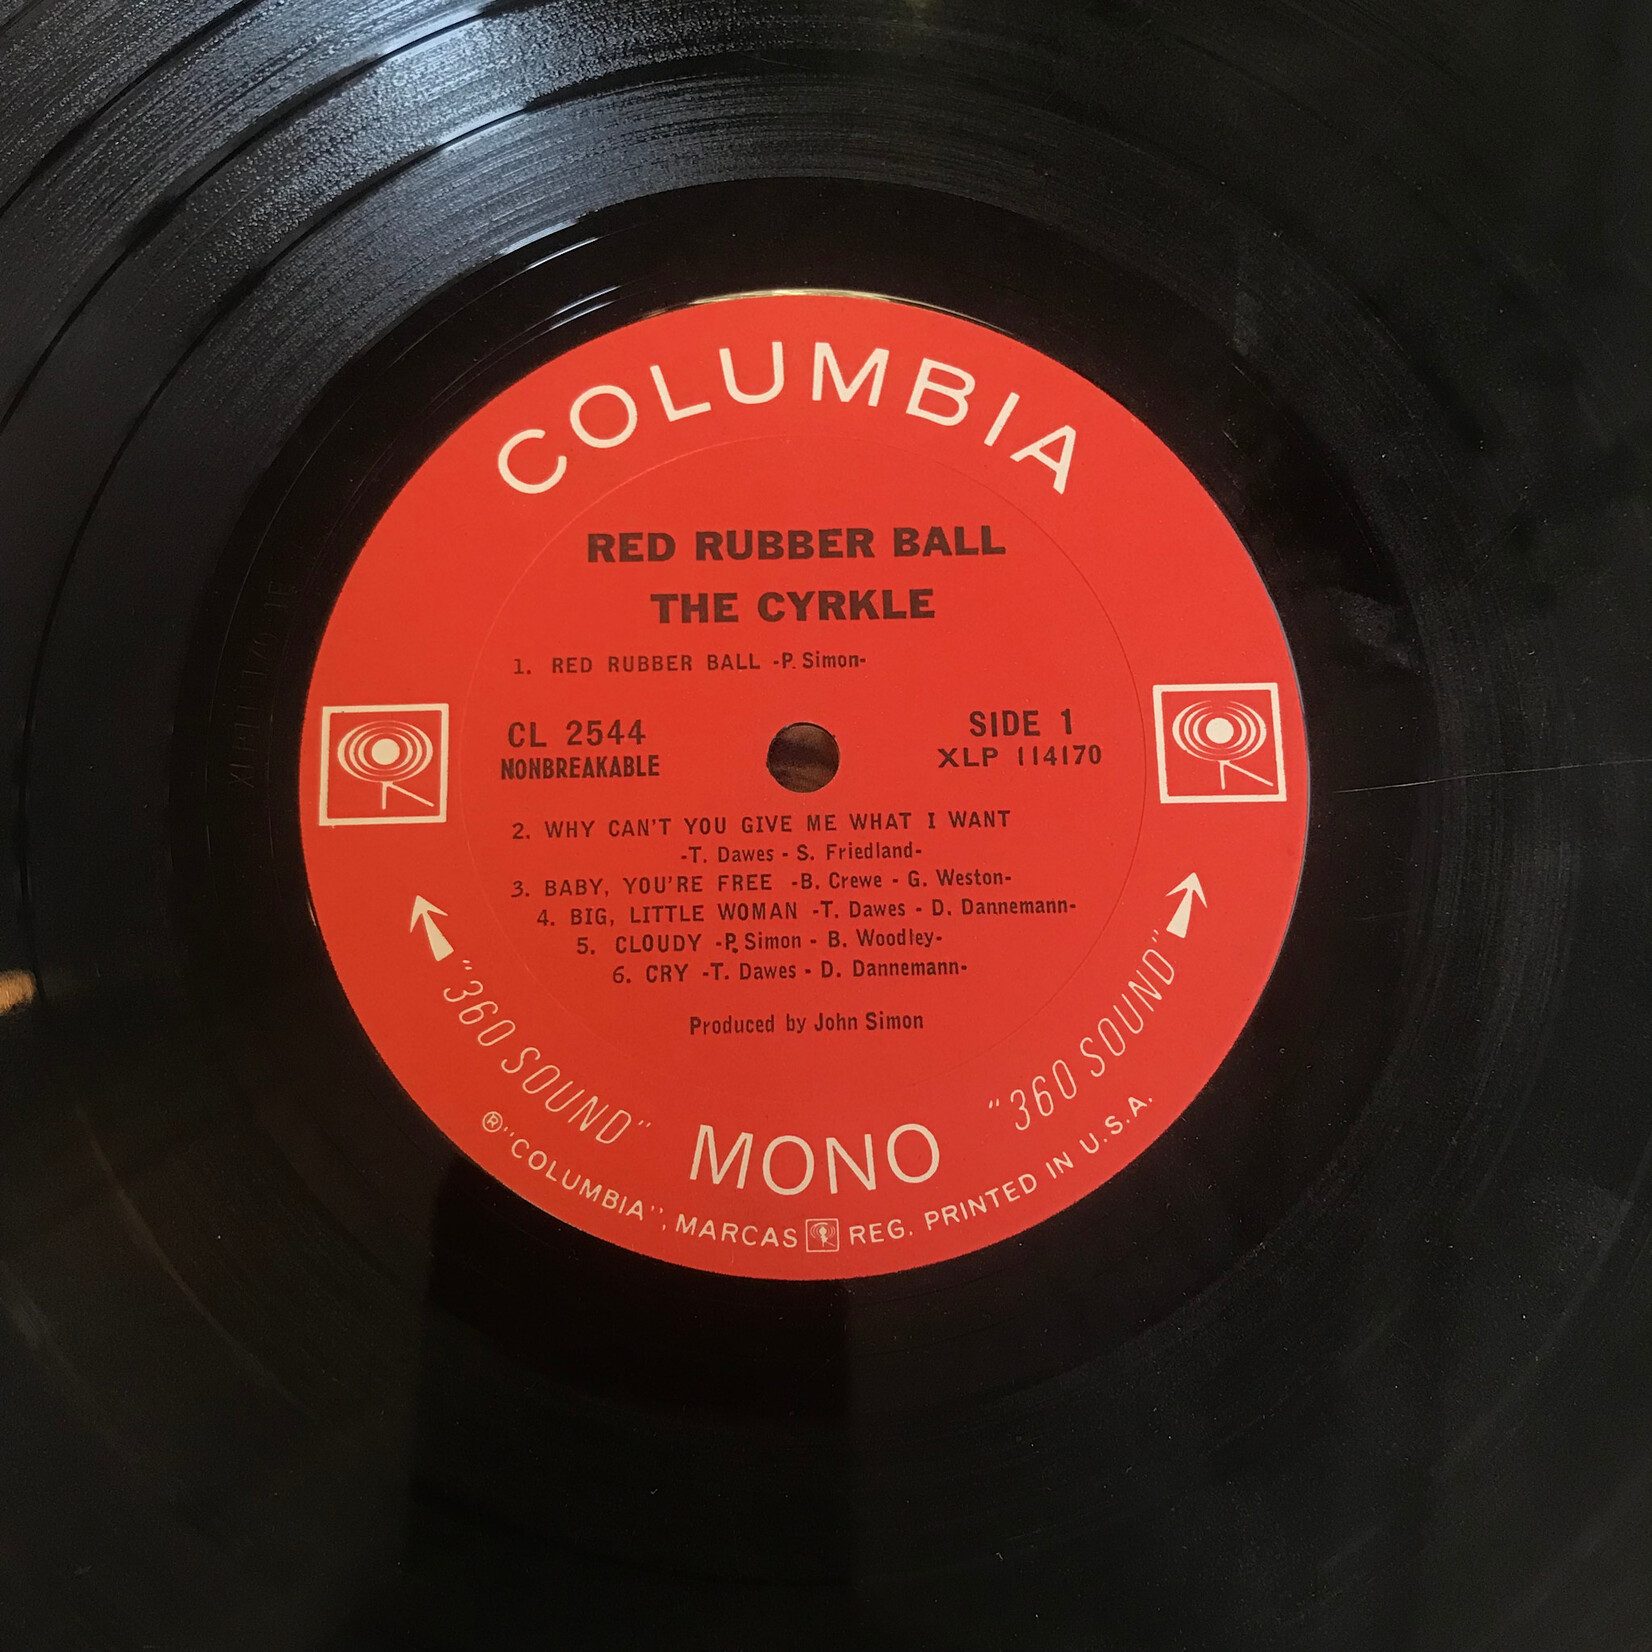 COLUMBIA
RED RUBBER BALL
THE CYRKLE
1. RED RUBBER BALL -P. Simon-
CL 2544
NONBREAKABLE
SIDE 1
XLP 114170
2. WHY CAN'T YOU GIVE ME WHAT I WANT
-T. Dawes - S. Friedland-
3. BABY, YOU'RE FREE -B. Crewe - G. Weston-
4. BIG, LITTLE WOMAN -T. Dawes - D. Dannemann-
5. CLOUDY -P. Simon - B. Woodley-
6. CRY -T. Dawes - D. Dannemann-
Produced by John Simon
"360 SOUND"
MONO
"360 SOUND"
® "COLUMBIA", MARCAS REG. PRINTED IN U.S.A.